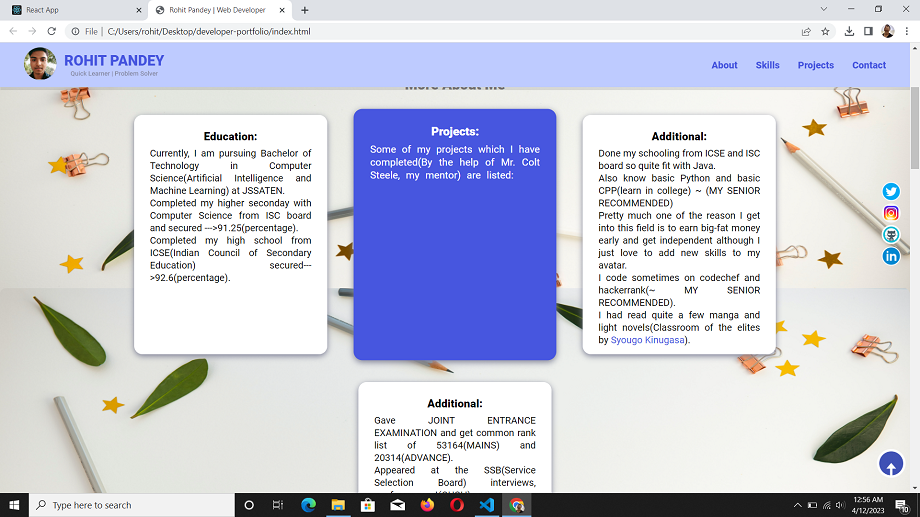 React App
Rohit Pandey | Web Developer
File | C:/Users/rohit/Desktop/developer-portfolio/index.html
ROHIT PANDEY
Quick Learner | Problem Solver
About Skills Projects Contact
More About Me
Education:
Currently, I am pursuing Bachelor of
Technology in Computer
Science(Artificial Intelligence and
Machine Learning) at JSSATEN.
Completed my higher seconday with
Computer Science from ISC board
and secured --->91.25(percentage).
Completed my high school from
ICSE(Indian Council of Secondary
Education) secured---
>92.6(percentage).
Projects:
Some of my projects which I have
completed(By the help of Mr. Colt
Steele, my mentor) are listed:
Additional:
Done my schooling from ICSE and ISC
board so quite fit with Java.
Also know basic Python and basic
CPP(learn in college) ~ (MY SENIOR
RECOMMENDED)
Pretty much one of the reason I get
into this field is to earn big-fat money
early and get independent although I
just love to add new skills to my
avatar.
I code sometimes on codechef and
hackerrank(~ MY SENIOR
RECOMMENDED).
I had read quite a few manga and
light novels(Classroom of the elites
by Syougo Kinugasa).
Additional:
Gave JOINT ENTRANCE
EXAMINATION and get common rank
list of 53164(MAINS) and
20314(ADVANCE).
Appeared at the SSB(Service
Selection Board) interviews,
Type here to search
12:56 AM
4/12/2023
10